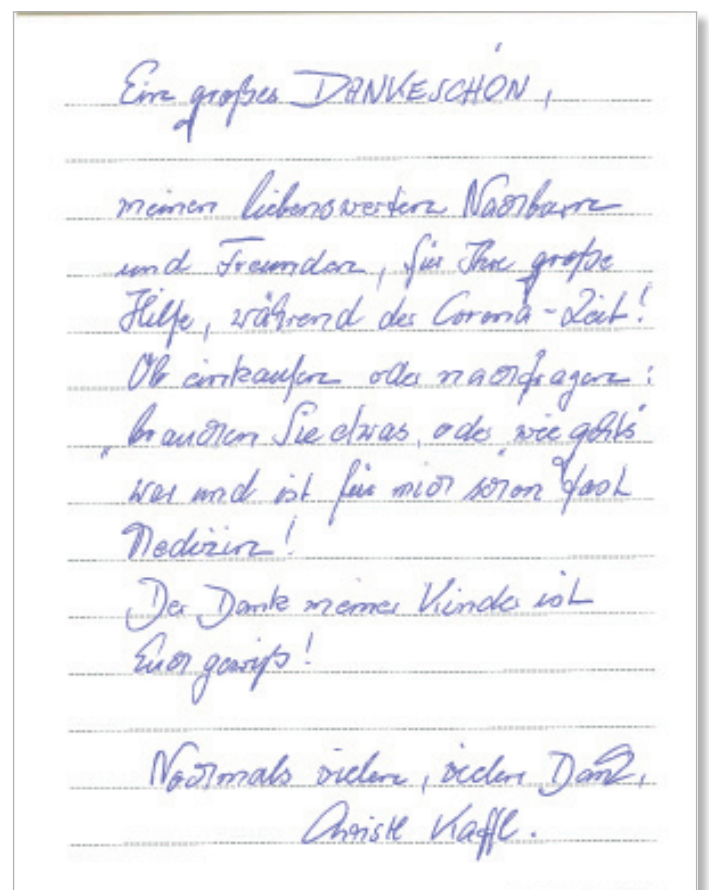 Ein großes DANKESCHÖN,
meinen liebenswerten Nachbarn
und Freunden, für Ihre große
Hilfe, während der Corona-Zeit!
Ob einkaufen oder nachfragen:
„brauchen Sie etwas, oder „wie gehts"
war und ist für mich schon fast
Medizin!
Der Dank meiner Kinder ist
Euch gewiß!
Nochmals vielen, vielen Dank,
Christl Kaffl.